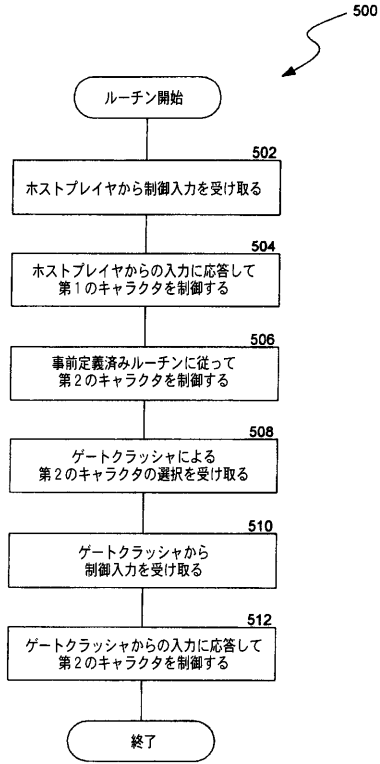 500
ルーチン開始
502
ホストプレイヤから制御入力を受け取る
504
ホストプレイヤからの入力に応答して
第1のキャラクタを制御する
506
事前定義済みルーチンに従って
第2のキャラクタを制御する
508
ゲートクラッシャによる
第2のキャラクタの選択を受け取る
510
ゲートクラッシャから
制御入力を受け取る
512
ゲートクラッシャからの入力に応答して
第2のキャラクタを制御する
終了